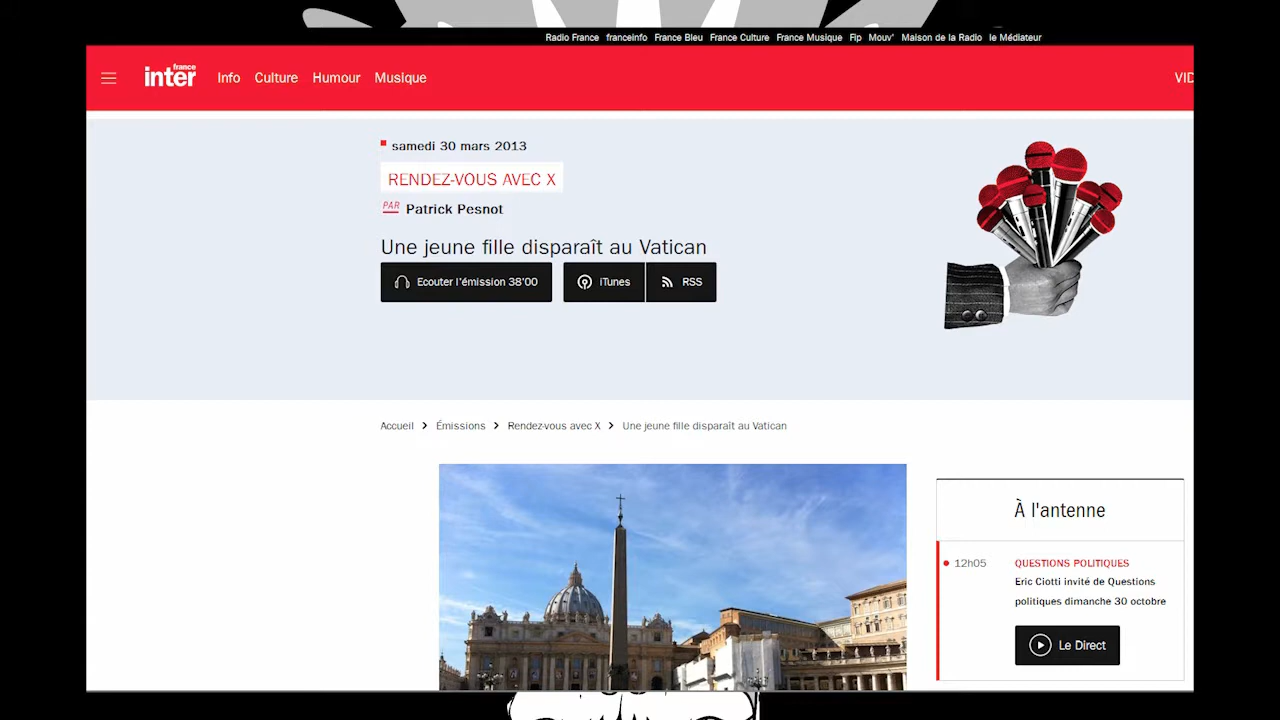 Radio France franceinfo France Bleu France Culture France Musique Fip Mouv' Maison de la Radio le Médiateur
france
inter
Info Culture Humour Musique
samedi 30 mars 2013
RENDEZ-VOUS AVEC X
PAR Patrick Pesnot
Une jeune fille disparaît au Vatican
Ecouter l'émission 38'00 iTunes RSS
Accueil Émissions Rendez-vous avec X Une jeune fille disparaît au Vatican
À l'antenne
12h05 QUESTIONS POLITIQUES
Eric Ciotti invité de Questions
politiques dimanche 30 octobre
Le Direct